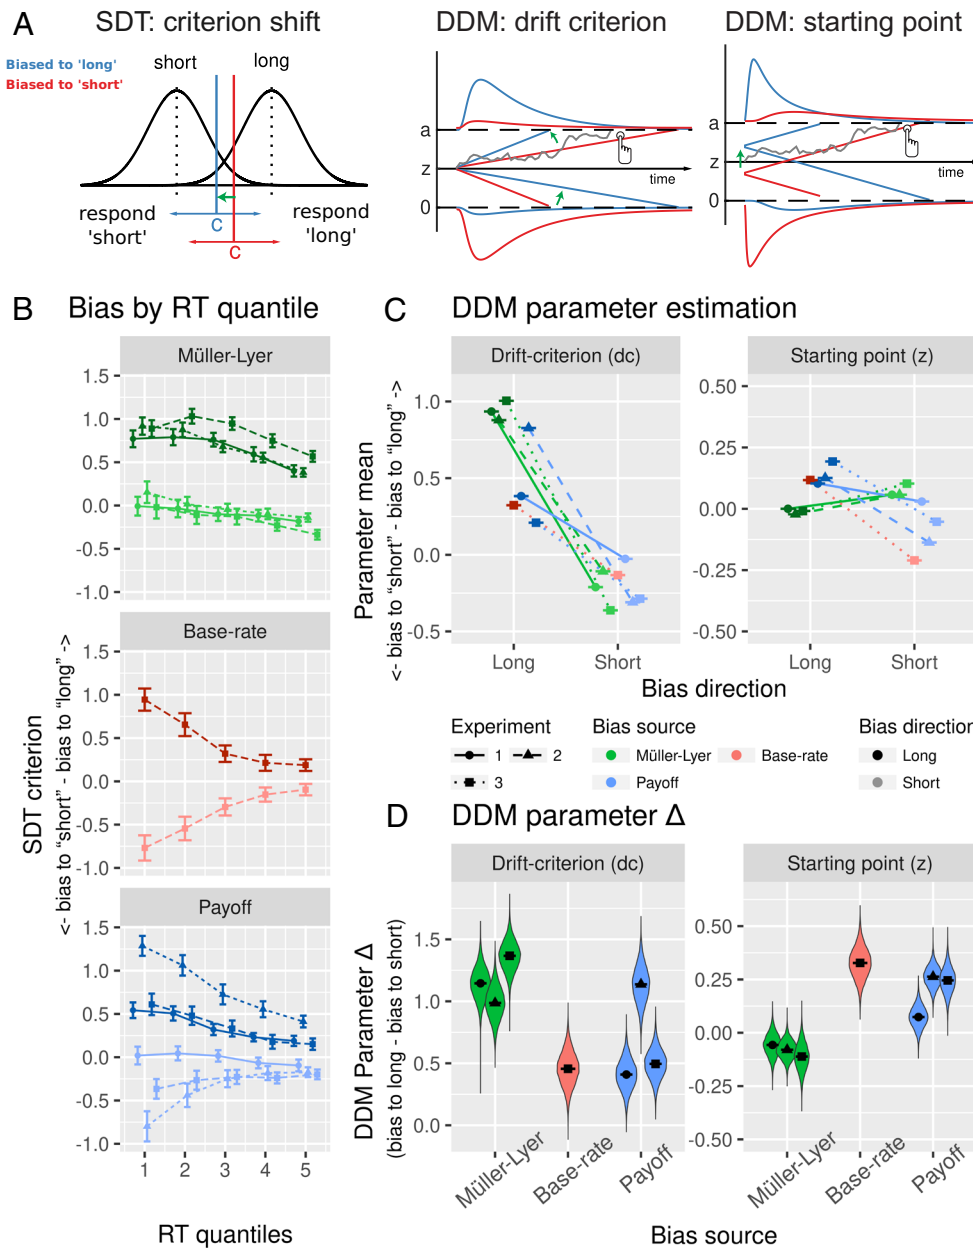 A
SDT: criterion shift
DDM: drift criterion
DDM: starting point
Biased to 'long'
Biased to 'short'
short
long
respond 'short'
respond 'long'
C
C
a
z
0
time
a
z
0
time
B
Bias by RT quantile
Müller-Lyer
1.5
1.0
0.5
0.0
-0.5
-1.0
Base-rate
1.5
1.0
0.5
0.0
-0.5
-1.0
Payoff
1.5
1.0
0.5
0.0
-0.5
-1.0
1 2 3 4 5
RT quantiles
SDT criterion
<- bias to “short” - bias to “long” ->
C
DDM parameter estimation
Drift-criterion (dc)
Starting point (z)
1.0
0.5
0.0
-0.5
0.50
0.25
0.00
-0.25
-0.50
Long
Short
Long
Short
Bias direction
Parameter mean
<- bias to “short” - bias to “long” ->
Experiment
1
2
3
Bias source
Müller-Lyer
Base-rate
Payoff
Bias direction
Long
Short
D
DDM parameter Δ
Drift-criterion (dc)
Starting point (z)
1.5
1.0
0.5
0.0
0.50
0.25
0.00
-0.25
-0.50
Müller-Lyer
Base-rate
Payoff
Müller-Lyer
Base-rate
Payoff
Bias source
DDM Parameter Δ
(bias to long - bias to short)